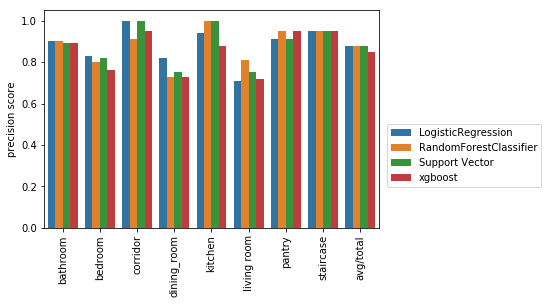 1.0
0.8
0.6
0.4
0.2
0.0
precision score
bathroom
bedroom
corridor
dining_room
kitchen
living room
pantry
staircase
avg/total
LogisticRegression
RandomForestClassifier
Support Vector
xgboost